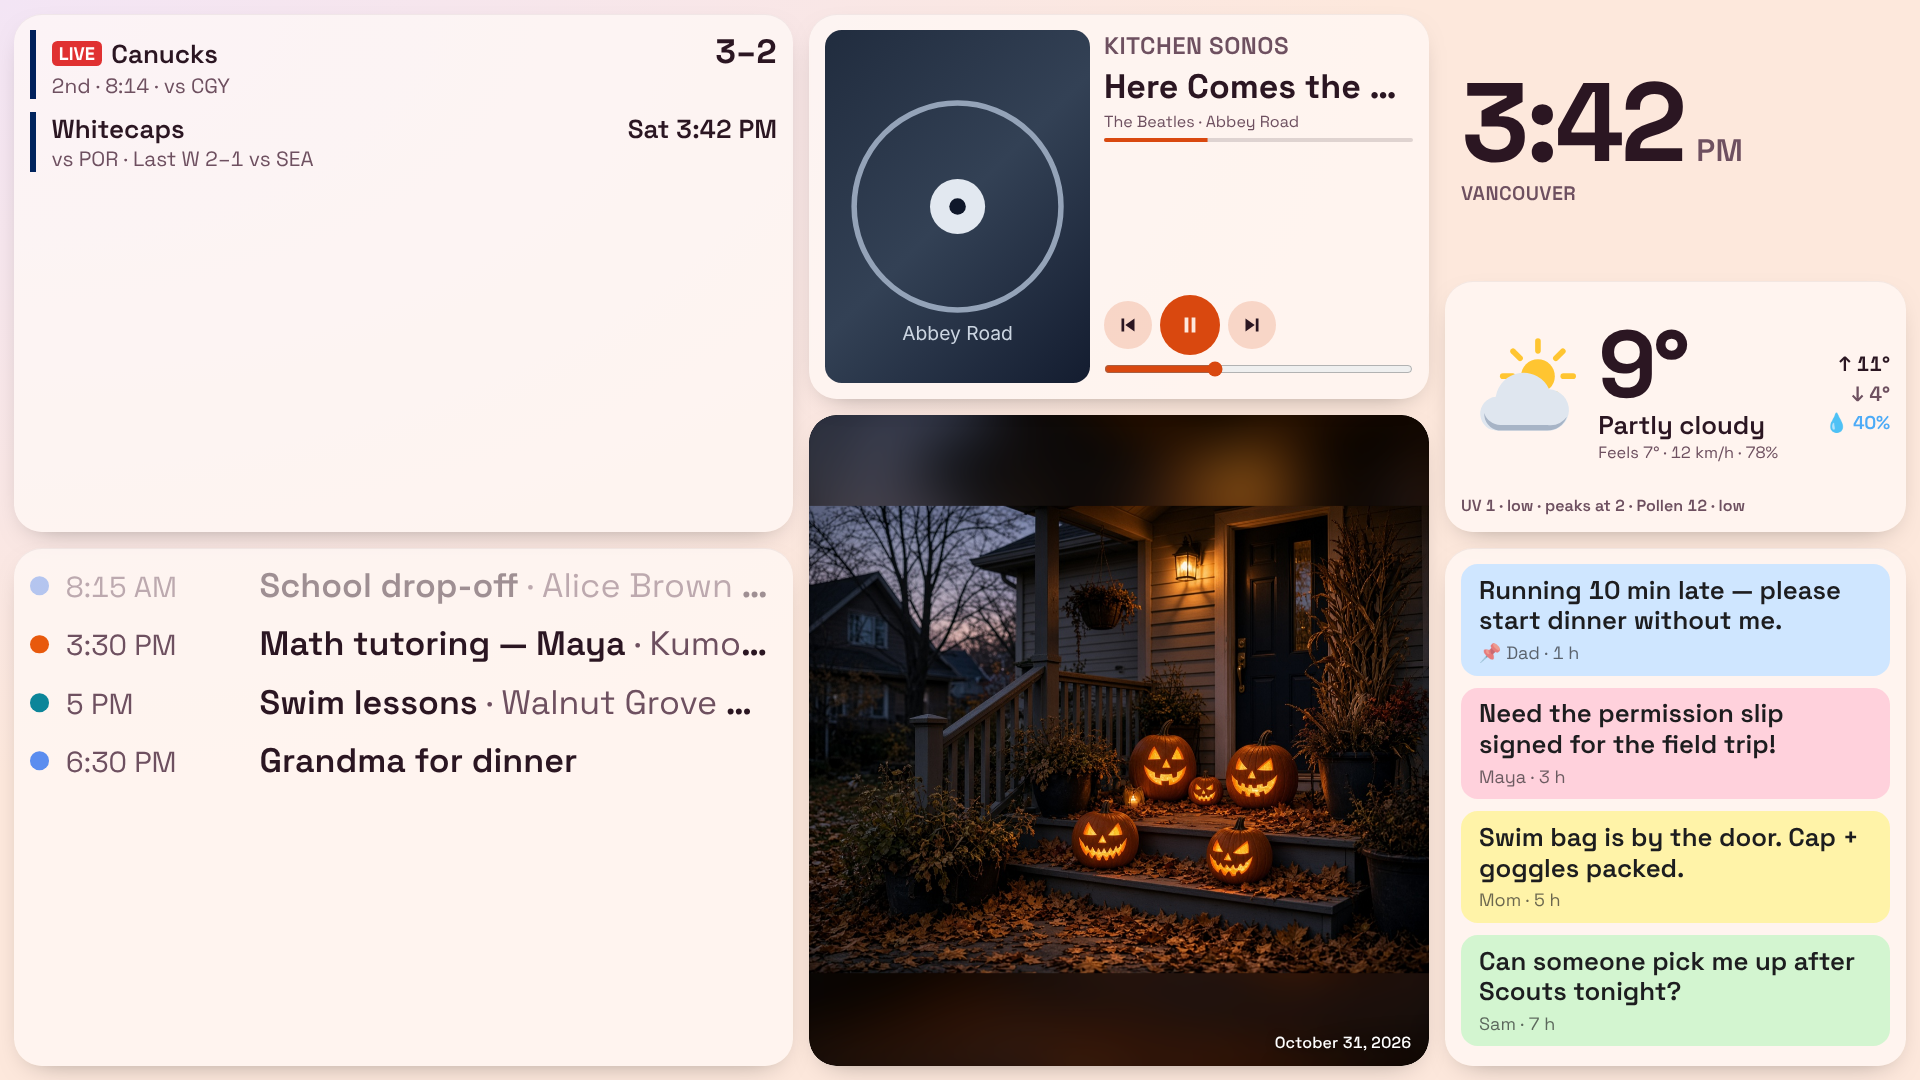 LIVE Canucks 3–2
2nd · 8:14 · vs CGY
Whitecaps Sat 3:42 PM
vs POR · Last W 2–1 vs SEA
8:15 AM School drop-off · Alice Brown ...
3:30 PM Math tutoring — Maya · Kumo...
5 PM Swim lessons · Walnut Grove ...
6:30 PM Grandma for dinner
Abbey Road
KITCHEN SONOS
Here Comes the ...
The Beatles · Abbey Road
October 31, 2026
3:42 PM
VANCOUVER
9°
Partly cloudy
Feels 7° · 12 km/h · 78%
↑ 11°
↓ 4°
💧 40%
UV 1 · low · peaks at 2 · Pollen 12 · low
Running 10 min late — please
start dinner without me.
📌 Dad · 1 h
Need the permission slip
signed for the field trip!
Maya · 3 h
Swim bag is by the door. Cap +
goggles packed.
Mom · 5 h
Can someone pick me up after
Scouts tonight?
Sam · 7 h